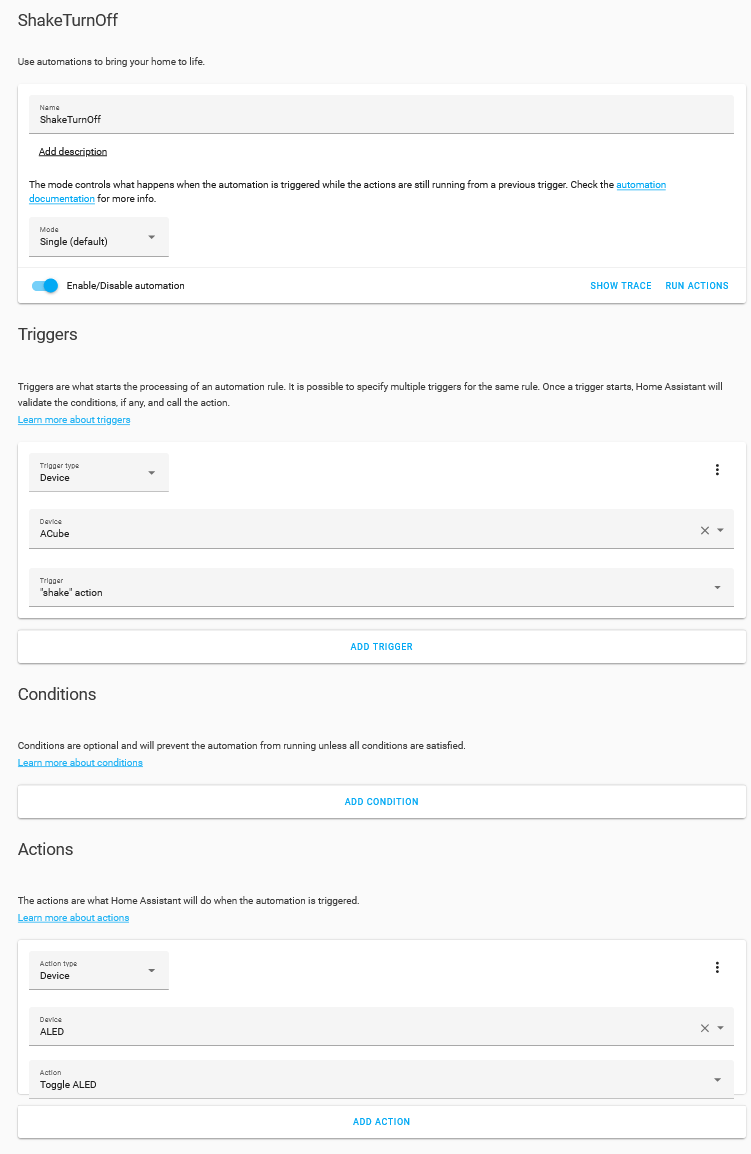 ShakeTurnOff
Use automations to bring your home to life.
Name
ShakeTurnOff
Add description
The mode controls what happens when the automation is triggered while the actions are still running from a previous trigger. Check the automation
documentation for more info.
Mode
Single (default)
Enable/Disable automation
SHOW TRACE
RUN ACTIONS
Triggers
Triggers are what starts the processing of an automation rule. It is possible to specify multiple triggers for the same rule. Once a trigger starts, Home Assistant will
validate the conditions, if any, and call the action.
Learn more about triggers
Trigger type
Device
Device
ACube
Trigger
"shake" action
ADD TRIGGER
Conditions
Conditions are optional and will prevent the automation from running unless all conditions are satisfied.
Learn more about conditions
ADD CONDITION
Actions
The actions are what Home Assistant will do when the automation is triggered.
Learn more about actions
Action type
Device
Device
ALED
Action
Toggle ALED
ADD ACTION